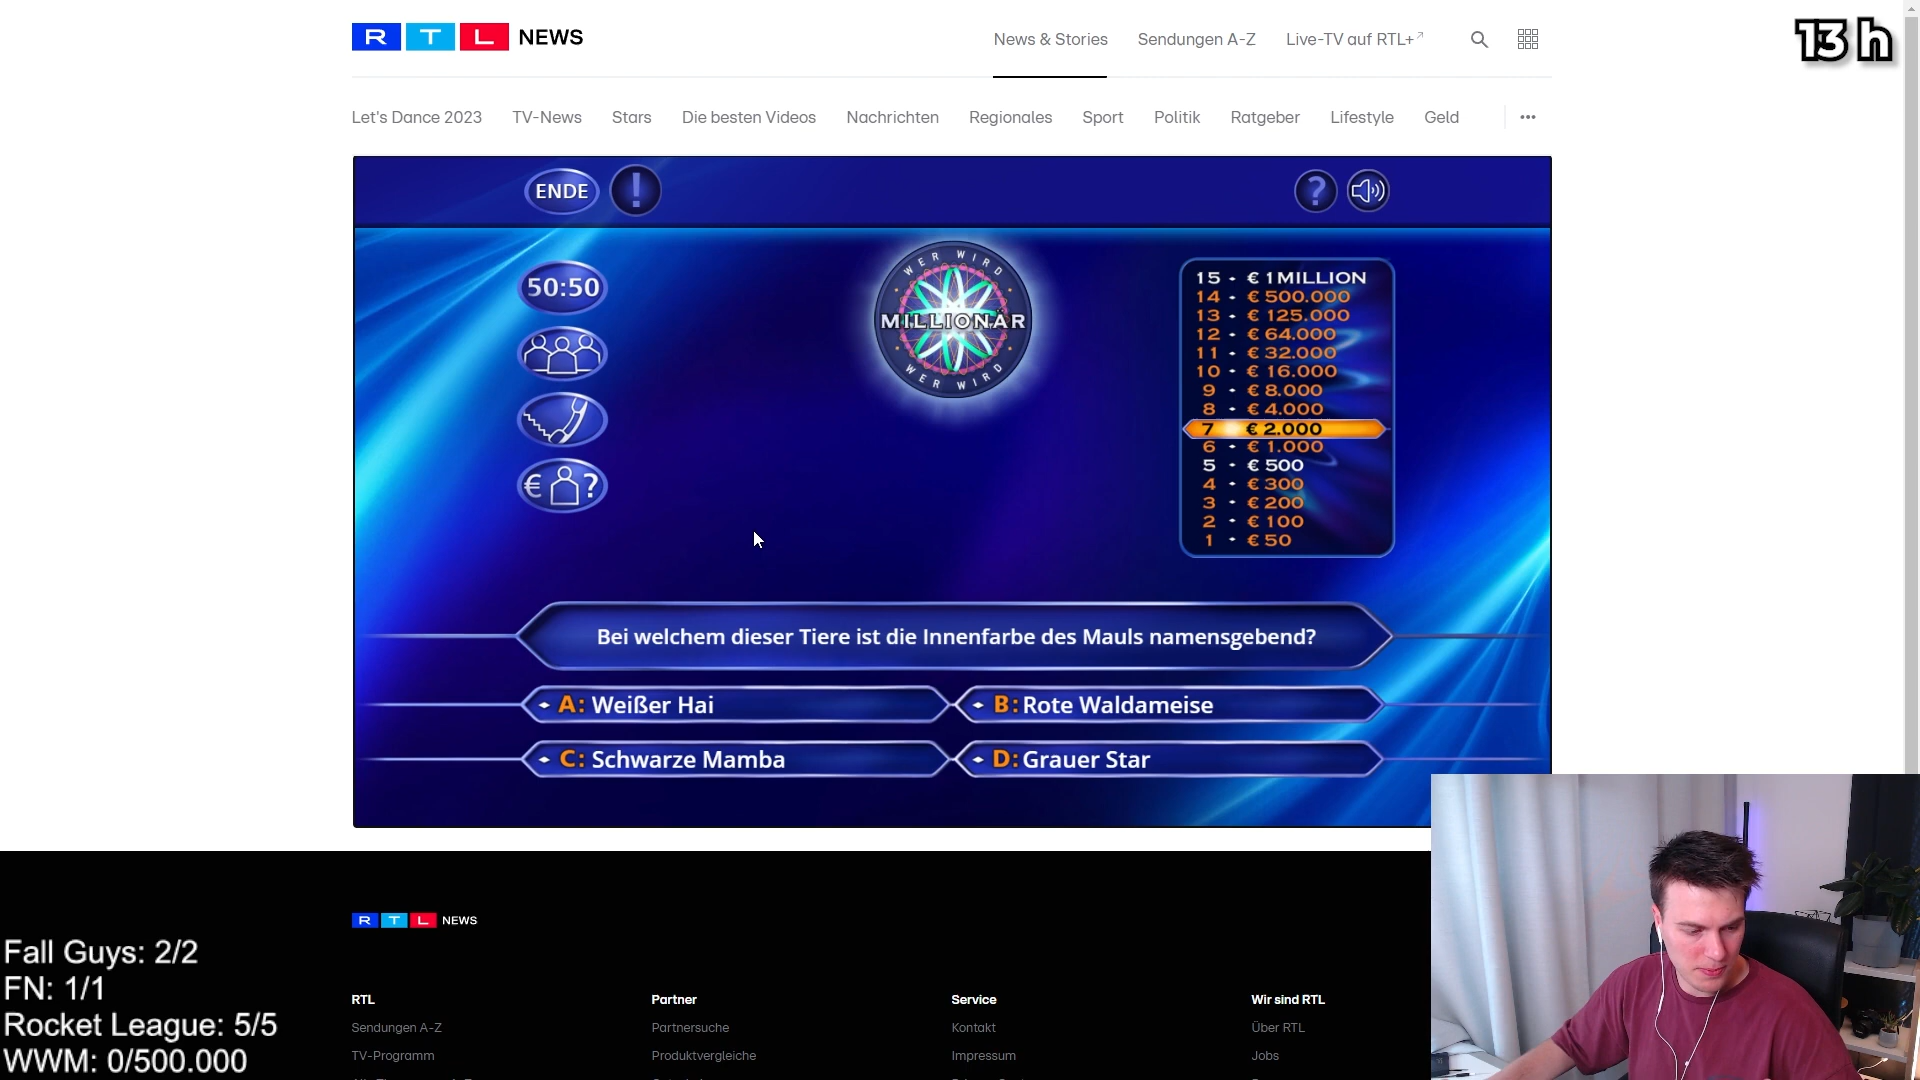 RTL NEWS
News & Stories
Sendungen A-Z
Live-TV auf RTL+
13 h
Let's Dance 2023
TV-News
Stars
Die besten Videos
Nachrichten
Regionales
Sport
Politik
Ratgeber
Lifestyle
Geld
ENDE
!
?
50:50
€ ?
WER WIRD
MILLIONÄR
WER WIRD
15 · € 1 MILLION
14 · € 500.000
13 · € 125.000
12 · € 64.000
11 · € 32.000
10 · € 16.000
9 · € 8.000
8 · € 4.000
7 € 2.000
6 · € 1.000
5 · € 500
4 · € 300
3 · € 200
2 · € 100
1 · € 50
Bei welchem dieser Tiere ist die Innenfarbe des Mauls namensgebend?
A: Weißer Hai
B: Rote Waldameise
C: Schwarze Mamba
D: Grauer Star
RTL NEWS
Fall Guys: 2/2
FN: 1/1
Rocket League: 5/5
WWM: 0/500.000
RTL
Sendungen A-Z
TV-Programm
Partner
Partnersuche
Produktvergleiche
Service
Kontakt
Impressum
Wir sind RTL
Über RTL
Jobs